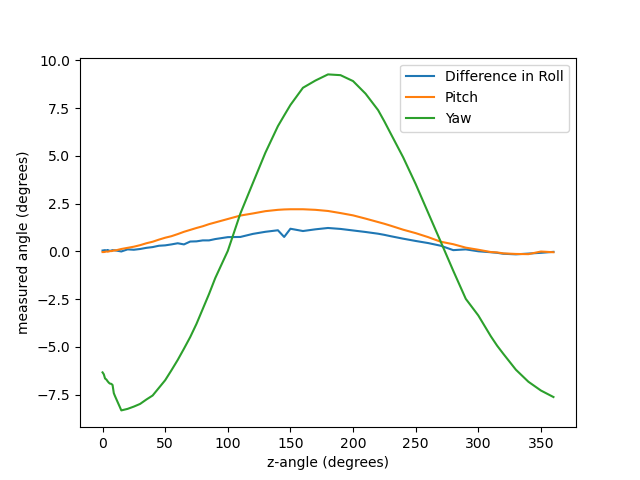 10.0
7.5
5.0
2.5
0.0
−2.5
−5.0
−7.5
measured angle (degrees)
Difference in Roll
Pitch
Yaw
0 50 100 150 200 250 300 350
z-angle (degrees)